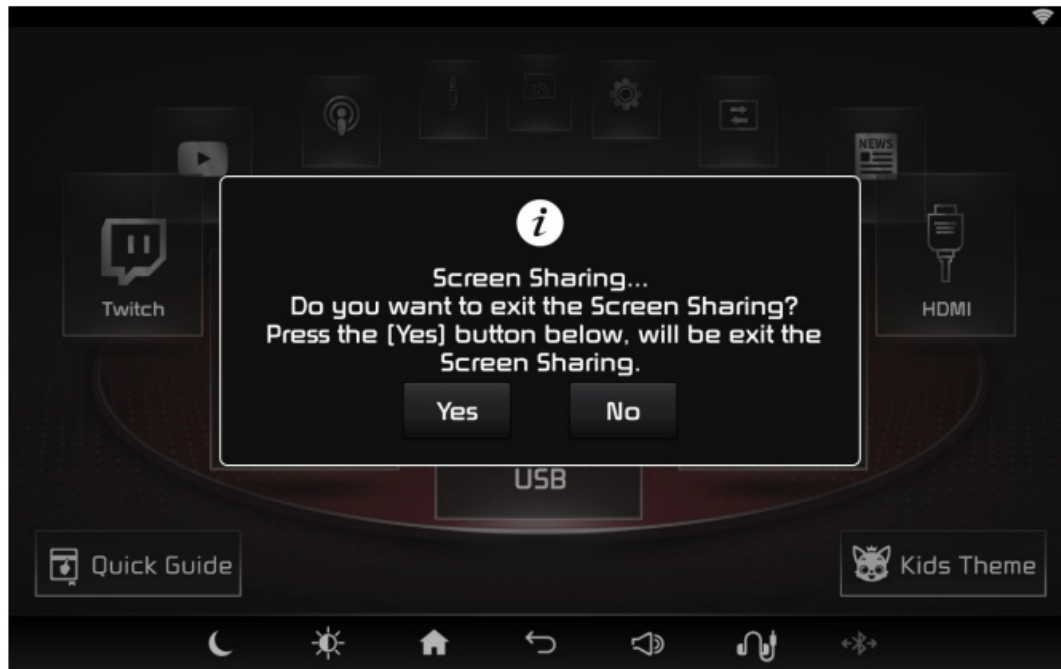 NEWS
Twitch
HDMI
Screen Sharing...
Do you want to exit the Screen Sharing?
Press the [Yes] button below, will be exit the
Screen Sharing.
Yes
No
USB
Quick Guide
Kids Theme